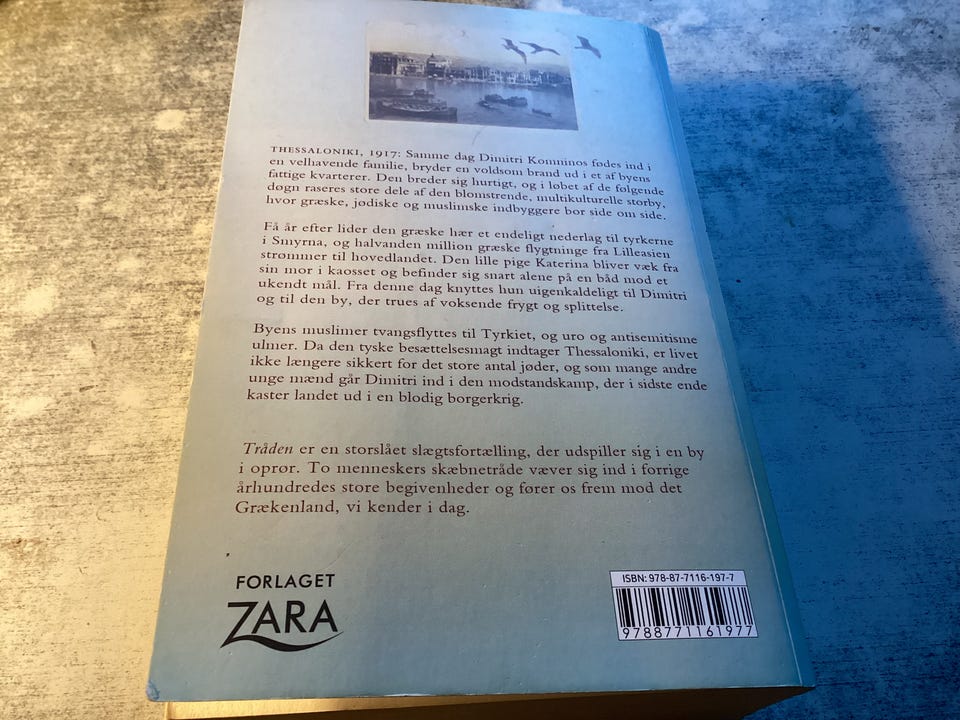 THESSALONIKI, 1917: Samme dag Dimitri Komninos fødes ind i
en velhavende familie, bryder en voldsom brand ud i et af byens
fattige kvarterer. Den breder sig hurtigt, og i løbet af de følgende
døgn raseres store dele af den blomstrende, multikulturelle storby,
hvor græske, jødiske og muslimske indbyggere bor side om side.
Få år efter lider den græske hær et endeligt nederlag til tyrkerne
i Smyrna, og halvanden million græske flygtninge fra Lilleasien
strømmer til hovedlandet. Den lille pige Katerina bliver væk fra
sin mor i kaosset og befinder sig snart alene på en båd mod et
ukendt mål. Fra denne dag knyttes hun uigenkaldeligt til Dimitri
og til den by, der trues af voksende frygt og splittelse.
Byens muslimer tvangsflyttes til Tyrkiet, og uro og antisemitisme
ulmer. Da den tyske besættelsesmagt indtager Thessaloniki, er livet
ikke længere sikkert for det store antal jøder, og som mange andre
unge mænd går Dimitri ind i den modstandskamp, der i sidste ende
kaster landet ud i en blodig borgerkrig.
Tråden er en storslået slægtsfortælling, der udspiller sig i en by
i oprør. To menneskers skæbnetråde væver sig ind i forrige
århundredes store begivenheder og fører os frem mod det
Grækenland, vi kender i dag.
FORLAGET
ZARA
ISBN: 978-87-7116-197-7
9788771161977